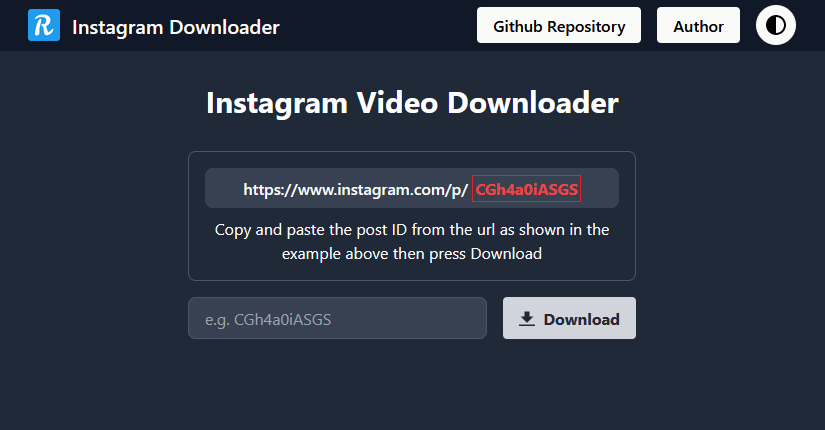 R Instagram Downloader
Github Repository
Author
Instagram Video Downloader
https://www.instagram.com/p/ CGh4a0iASGS
Copy and paste the post ID from the url as shown in the
example above then press Download
e.g. CGh4a0iASGS
Download